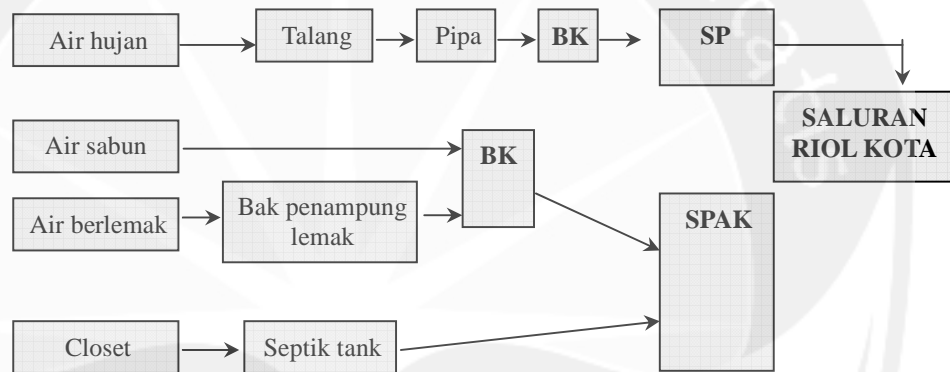 Air hujan
Talang
Pipa
BK
SP
SALURAN
RIOL KOTA
Air sabun
BK
Air berlemak
Bak penampung
lemak
SPAK
Closet
Septik tank